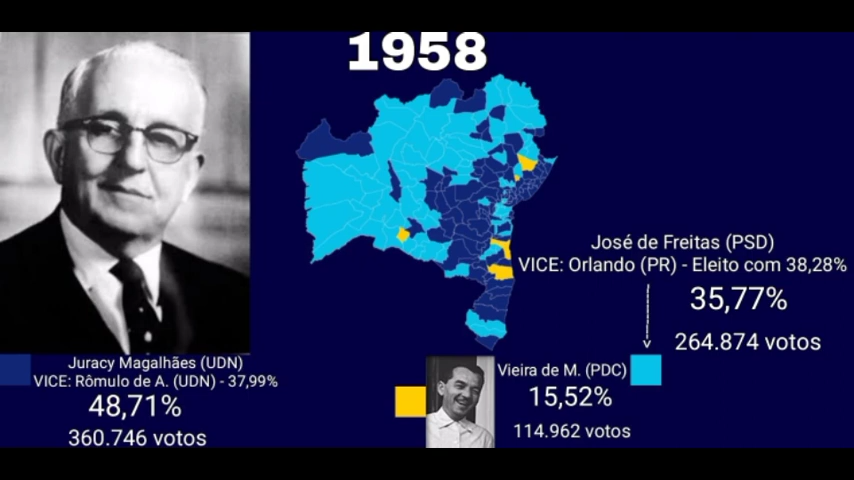 1958
José de Freitas (PSD)
VICE: Orlando (PR) - Eleito com 38,28%
35,77%
264.874 votos
Juracy Magalhães (UDN)
VICE: Rômulo de A. (UDN) - 37,99%
48,71%
360.746 votos
Vieira de M. (PDC)
15,52%
114.962 votos